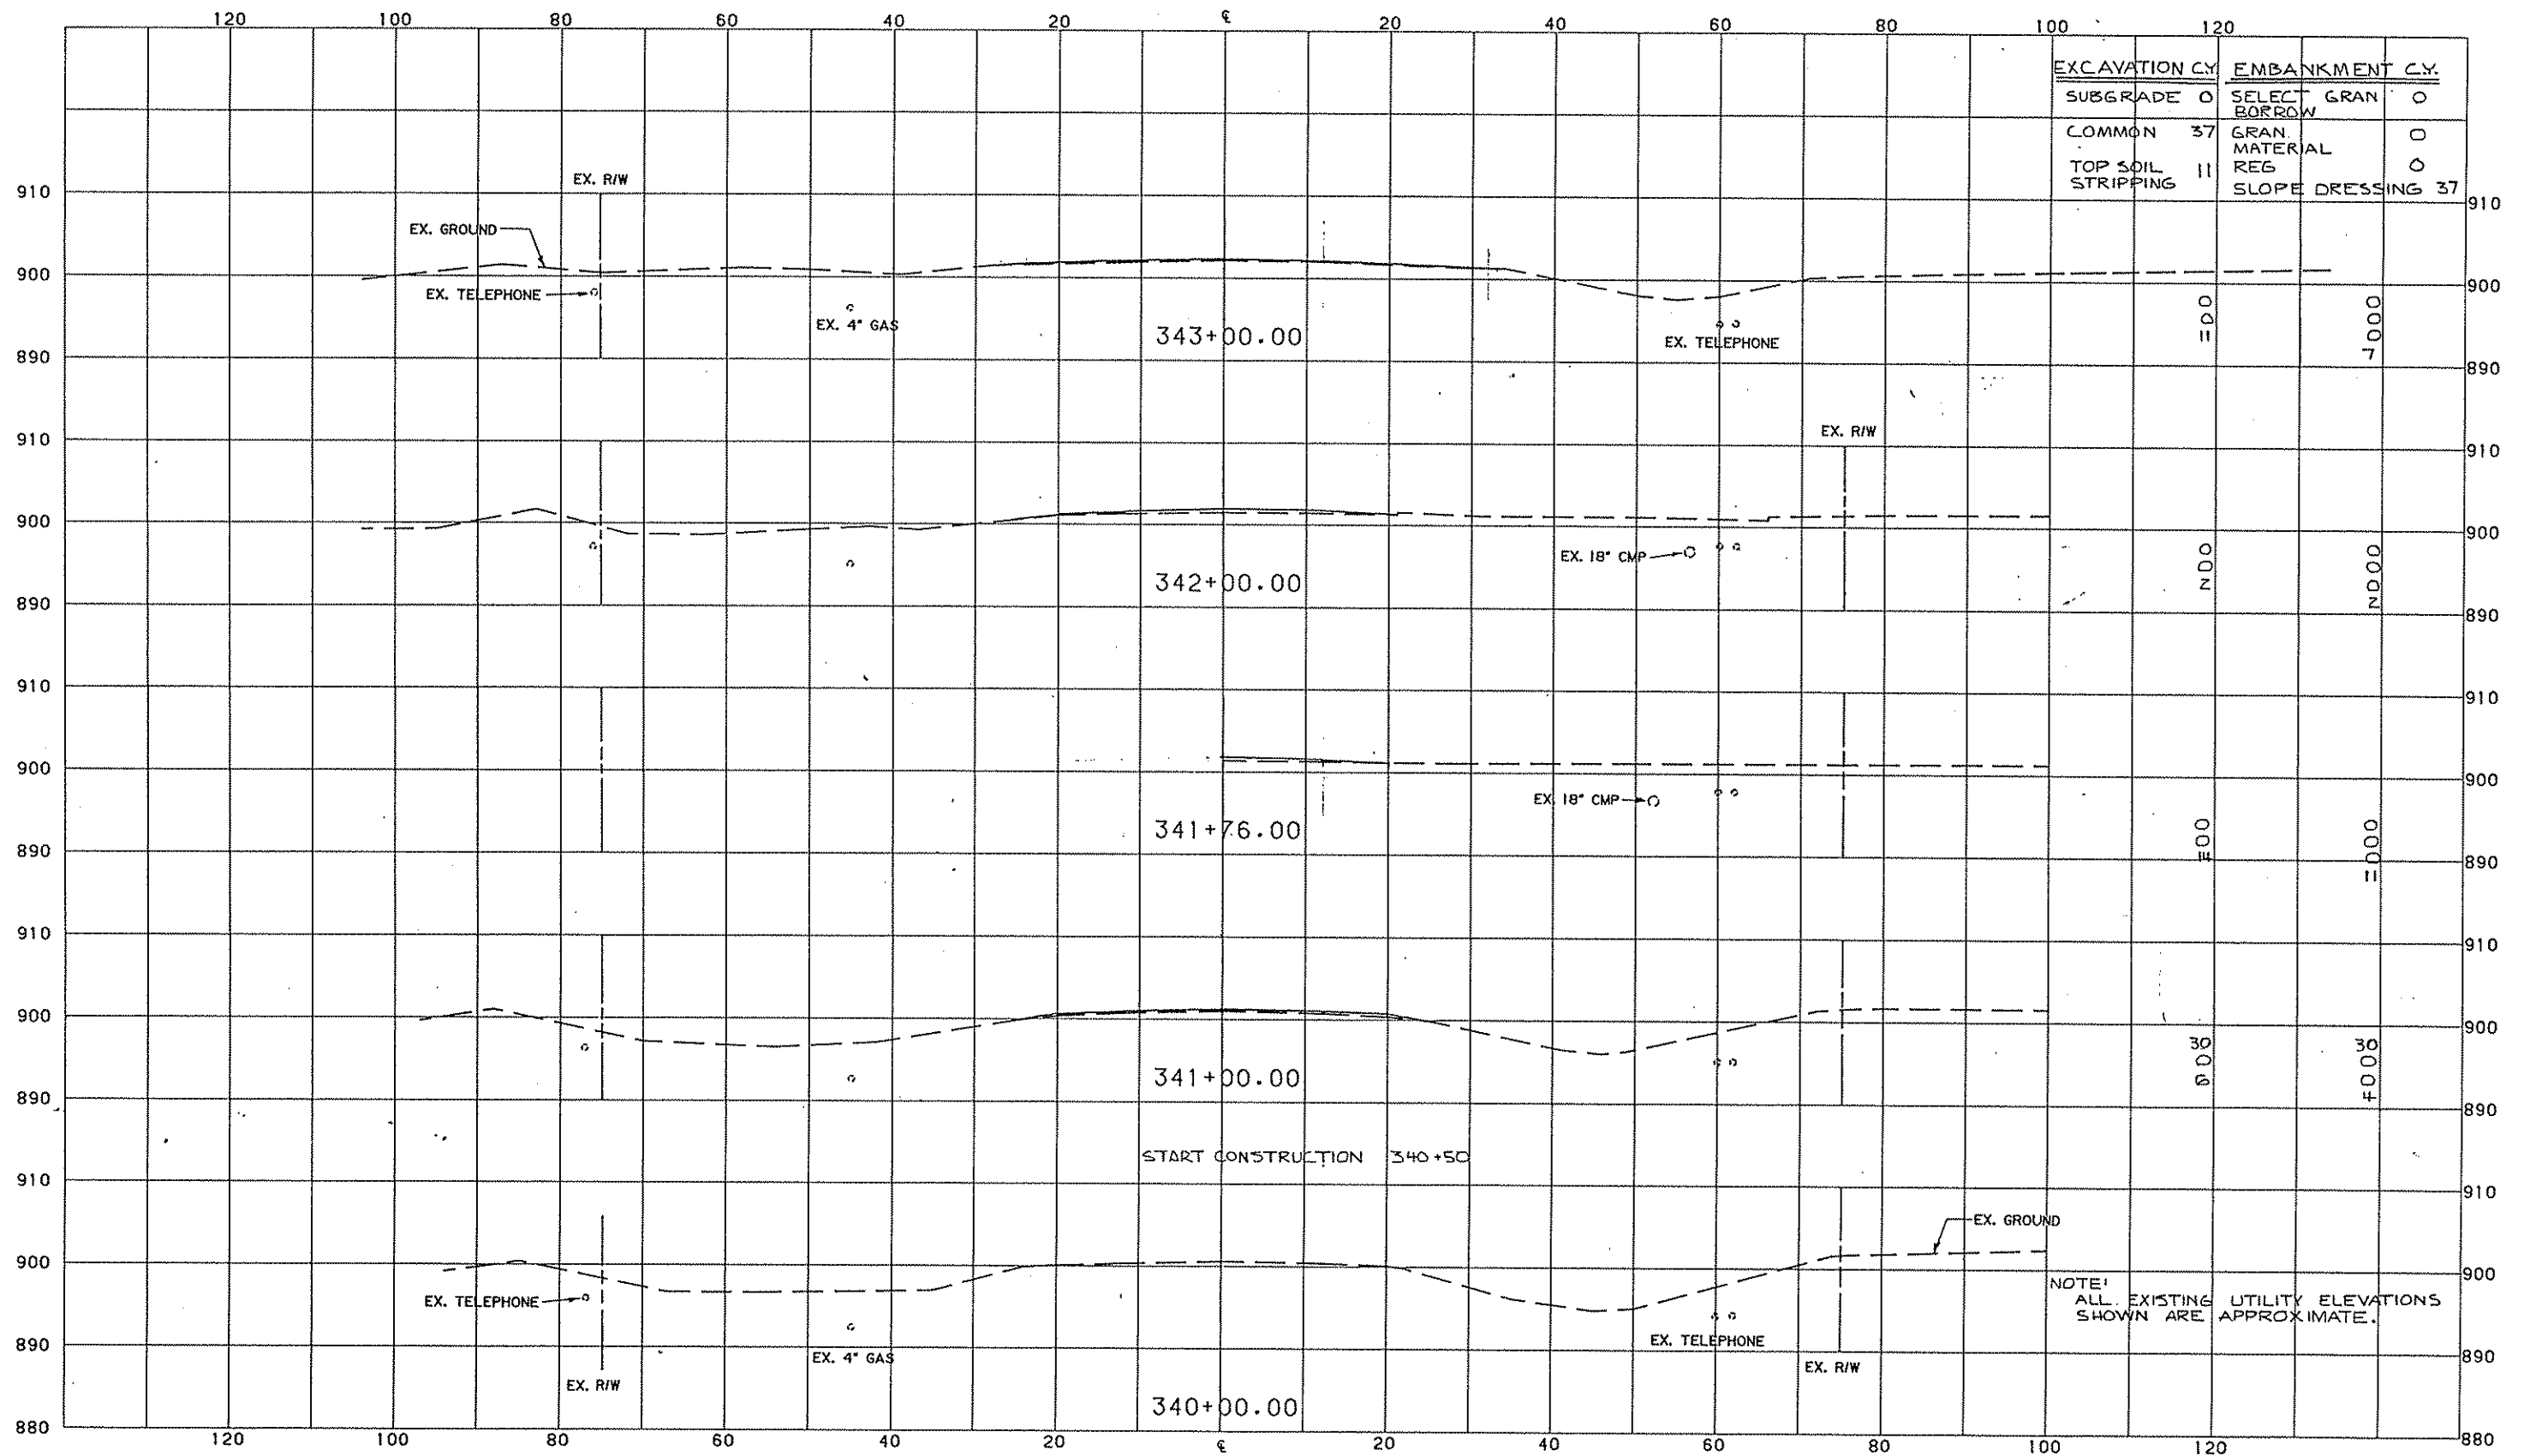 120 100 80 60 40 20 ℄ 20 40 60 80 100 120
EXCAVATION C.Y. EMBANKMENT C.Y.
SUBGRADE 0 SELECT GRAN 0
BORROW
COMMON 37 GRAN. 0
MATERIAL
TOP SOIL 11 REG 0
STRIPPING SLOPE DRESSING 37
EX. R/W
910 910
EX. GROUND
900 900
EX. TELEPHONE
EX. 4" GAS
343+00.00
EX. TELEPHONE
890 890
EX. R/W
910 910
900 900
EX. 18" CMP
342+00.00
890 890
910 910
900 900
EX. 18" CMP
341+76.00
890 890
910 910
900 900
30 30
341+00.00
890 890
START CONSTRUCTION 340+50
910 910
EX. GROUND
900 900
NOTE:
ALL EXISTING UTILITY ELEVATIONS
SHOWN ARE APPROXIMATE.
EX. TELEPHONE
EX. TELEPHONE
890 890
EX. 4" GAS
EX. R/W
EX. R/W
340+00.00
880 880
120 100 80 60 40 20 ℄ 20 40 60 80 100 120